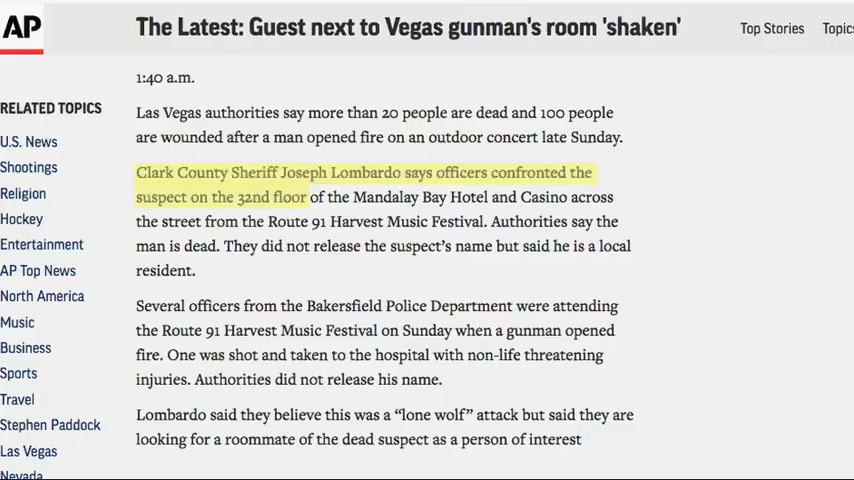 AP
The Latest: Guest next to Vegas gunman's room 'shaken'
Top Stories
Topics
RELATED TOPICS
U.S. News
Shootings
Religion
Hockey
Entertainment
AP Top News
North America
Music
Business
Sports
Travel
Stephen Paddock
Las Vegas
Nevada
1:40 a.m.
Las Vegas authorities say more than 20 people are dead and 100 people
are wounded after a man opened fire on an outdoor concert late Sunday.
Clark County Sheriff Joseph Lombardo says officers confronted the
suspect on the 32nd floor of the Mandalay Bay Hotel and Casino across
the street from the Route 91 Harvest Music Festival. Authorities say the
man is dead. They did not release the suspect's name but said he is a local
resident.
Several officers from the Bakersfield Police Department were attending
the Route 91 Harvest Music Festival on Sunday when a gunman opened
fire. One was shot and taken to the hospital with non-life threatening
injuries. Authorities did not release his name.
Lombardo said they believe this was a “lone wolf” attack but said they are
looking for a roommate of the dead suspect as a person of interest